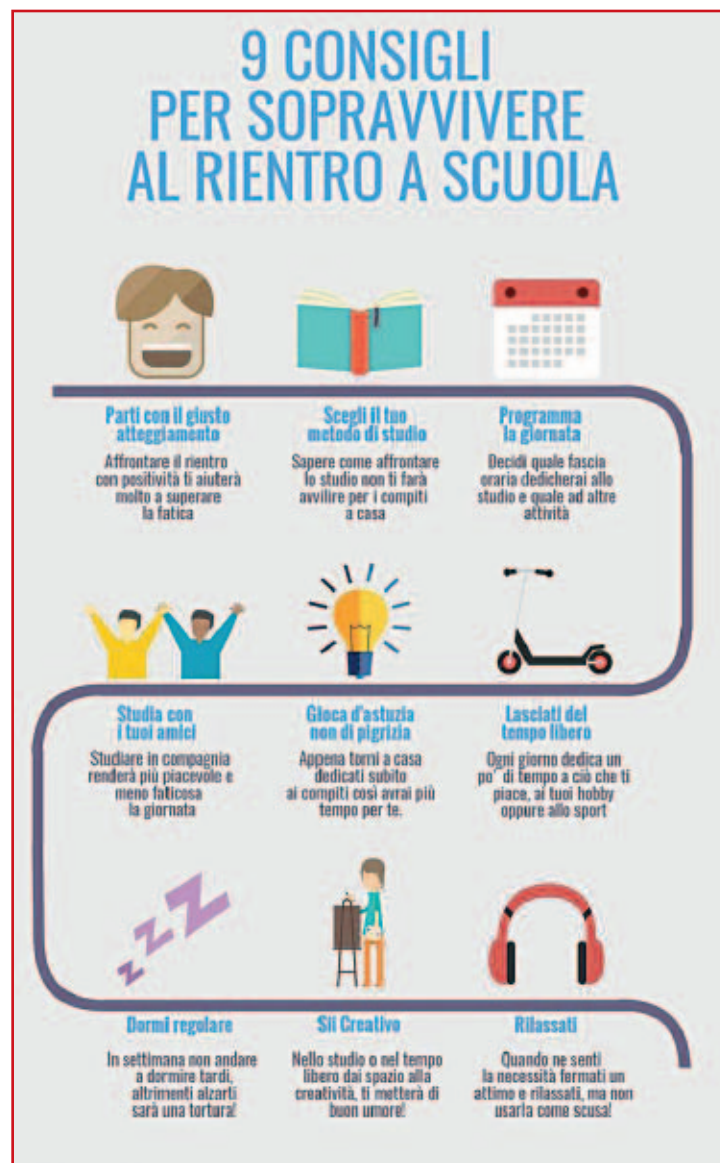 9 CONSIGLI
PER SOPRAVVIVERE
AL RIENTRO A SCUOLA
Parti con il giusto
atteggiamento
Affrontare il rientro
con positività ti aiuterà
molto a superare
la fatica
Scegli il tuo
metodo di studio
Sapere come affrontare
lo studio non ti farà
avvilire per i compiti
a casa
Programma
la giornata
Decidi quale fascia
oraria dedicherai allo
studio e quale ad altre
attività
Studia con
i tuoi amici
Studiare in compagnia
renderà più piacevole e
meno faticosa
la giornata
Gioca d'astuzia
non di pigrizia
Appena torni a casa
dedicati subito
ai compiti così avrai più
tempo per te.
Lasciati del
tempo libero
Ogni giorno dedica un
po' di tempo a ciò che ti
piace, ai tuoi hobby
oppure allo sport
Dormi regolare
In settimana non andare
a dormire tardi,
altrimenti alzarti
sarà una tortura!
Sii Creativo
Nello studio o nel tempo
libero dai spazio alla
creatività, ti metterà di
buon umore!
Rilassati
Quando ne senti
la necessità fermati un
attimo e rilassati, ma non
usarla come scusa!